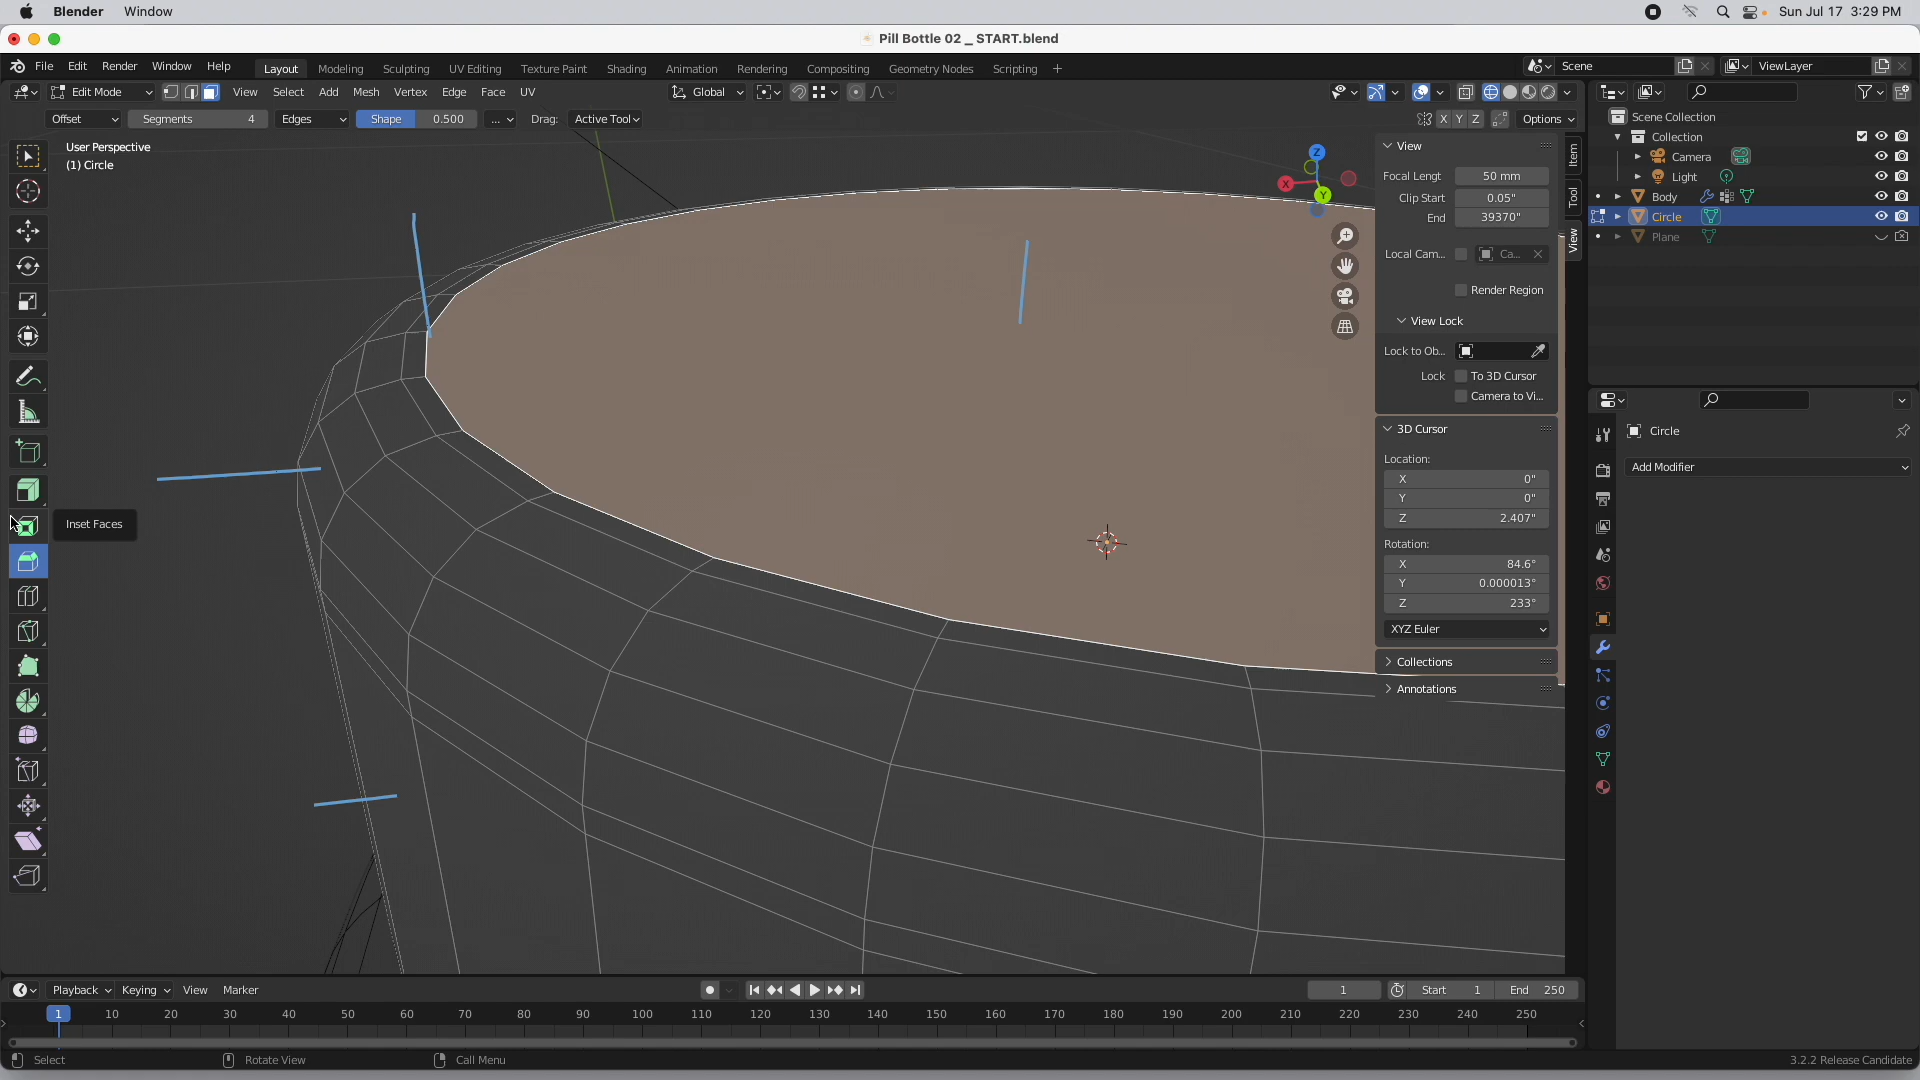 Blender Window Sun Jul 17 3:29 PM
Pill Bottle 02 _ START.blend
File Edit Render Window Help Layout Modeling Sculpting UV Editing Texture Paint Shading Animation Rendering Compositing Geometry Nodes Scripting + Scene ViewLayer
Edit Mode View Select Add Mesh Vertex Edge Face UV Global
Offset Segments 4 Edges Shape 0.500 ... Drag: Active Tool X Y Z Options
User Perspective
(1) Circle
Inset Faces
Z
X
Y
View
Focal Lengt 50 mm
Clip Start 0.05"
End 39370"
Local Cam... Ca...
Render Region
View Lock
Lock to Ob...
Lock To 3D Cursor
Camera to Vi...
3D Cursor
Location:
X 0"
Y 0"
Z 2.407"
Rotation:
X 84.6°
Y 0.000013°
Z 233°
XYZ Euler
Collections
Annotations
Item
Tool
View
Scene Collection
Collection
Camera
Light
Body
Circle
Plane
Circle
Add Modifier
Playback Keying View Marker 1 Start 1 End 250
1 10 20 30 40 50 60 70 80 90 100 110 120 130 140 150 160 170 180 190 200 210 220 230 240 250
Select Rotate View Call Menu 3.2.2 Release Candidate